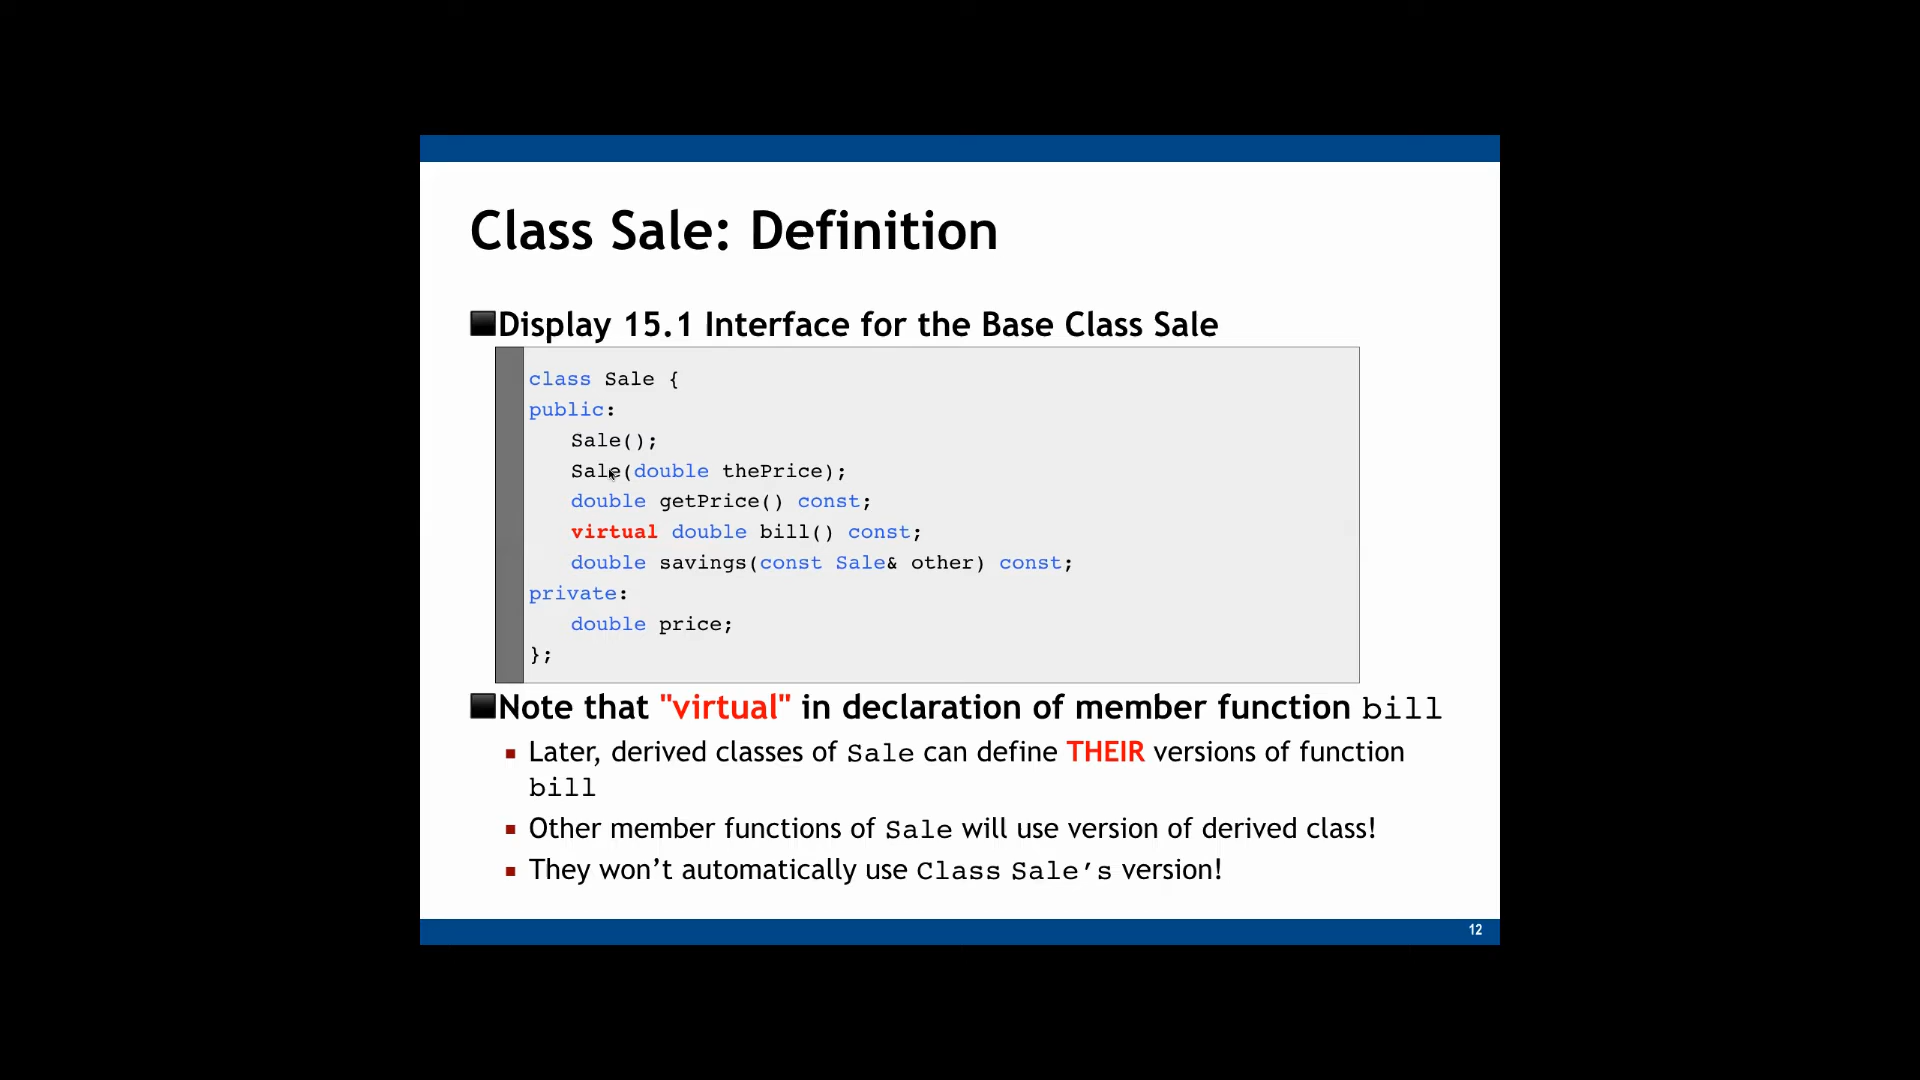 Class Sale: Definition
Display 15.1 Interface for the Base Class Sale
class Sale {
public:
Sale();
Sale(double thePrice);
double getPrice() const;
virtual double bill() const;
double savings(const Sale& other) const;
private:
double price;
};
Note that "virtual" in declaration of member function bill
Later, derived classes of Sale can define THEIR versions of function
bill
Other member functions of Sale will use version of derived class!
They won’t automatically use Class Sale’s version!
12